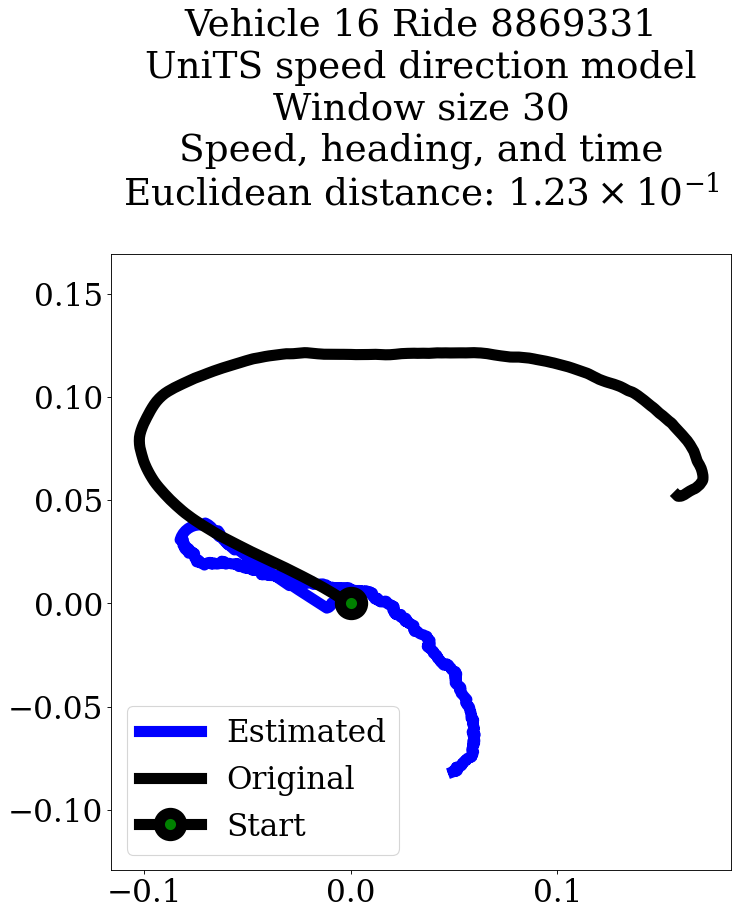 Vehicle 16 Ride 8869331
UniTS speed direction model
Window size 30
Speed, heading, and time
Euclidean distance: 1.23 × 10⁻¹
0.15
0.10
0.05
0.00
−0.05
−0.10
Estimated
Original
Start
−0.1
0.0
0.1